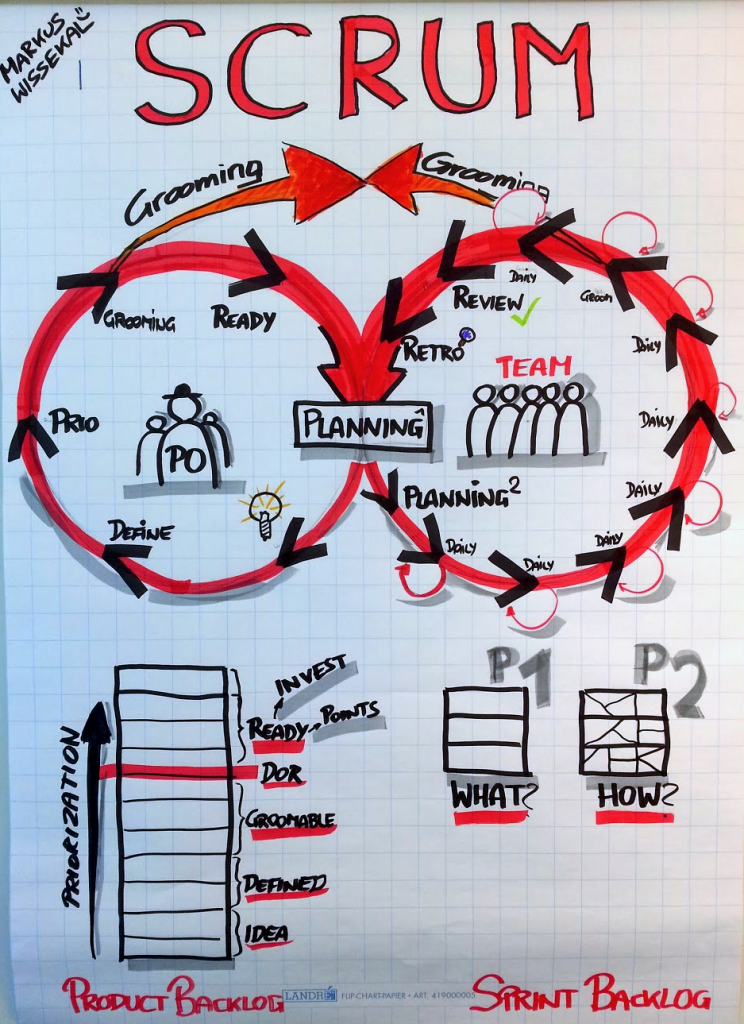 MARKUS
WISSEKAL
SCRUM
Grooming
Grooming
GROOMING
READY
REVIEW
DAILY
GROOM
RETRO
DAILY
TEAM
PRIO
PLANNING^1
DAILY
PO
PLANNING²
DAILY
DEFINE
DAILY
DAILY
DAILY
P1
P2
INVEST
READY
POINTS
DOR
WHAT?
HOW?
PRIORIZATION
GROOMABLE
DEFINED
IDEA
PRODUCT BACKLOG
LANDRÉ FLIP-CHART-PAPIER • ART. 419000005
SPRINT BACKLOG